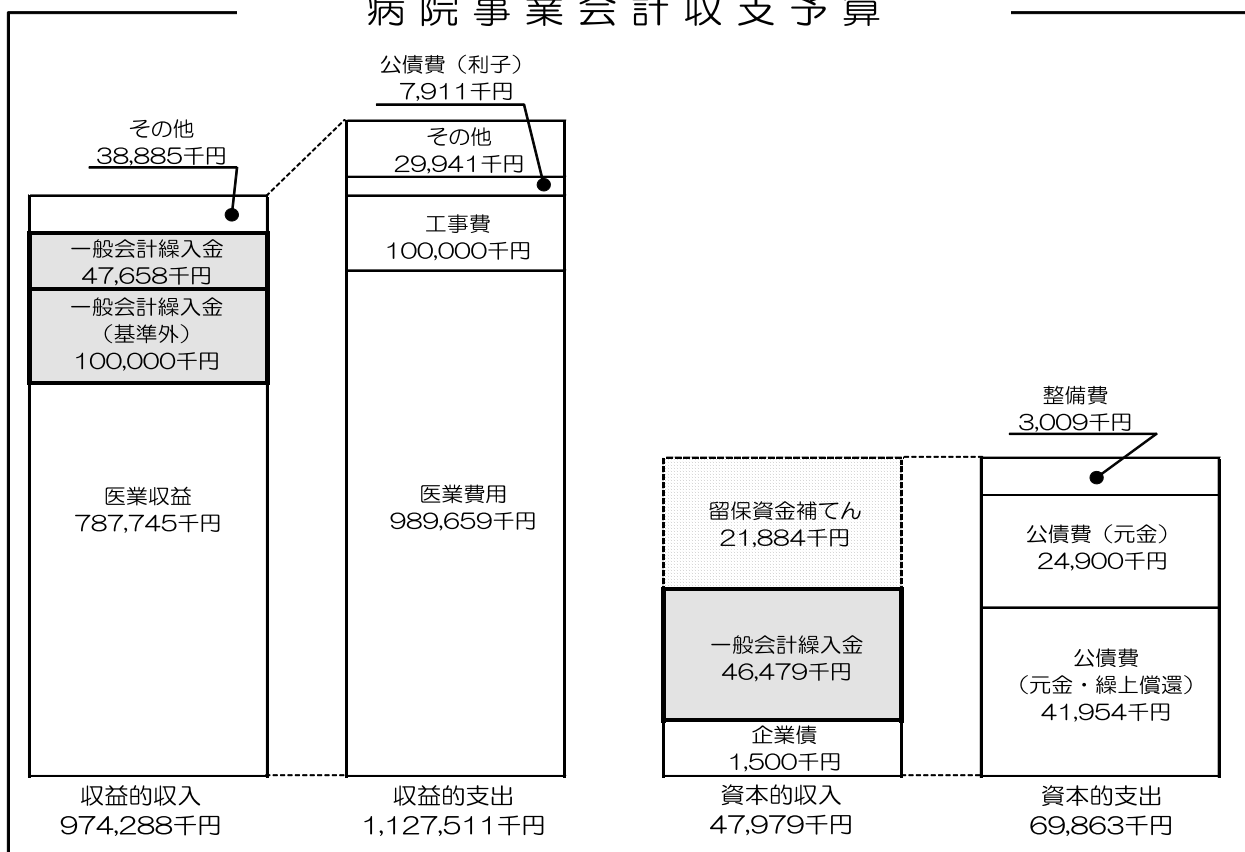 病院事業会計収支予算
公債費（利子）
7,911千円
その他
38,885千円
その他
29,941千円
一般会計繰入金
47,658千円
工事費
100,000千円
一般会計繰入金
（基準外）
100,000千円
医業収益
787,745千円
医業費用
989,659千円
整備費
3,009千円
留保資金補てん
21,884千円
公債費（元金）
24,900千円
一般会計繰入金
46,479千円
公債費
（元金・繰上償還）
41,954千円
企業債
1,500千円
収益的収入
974,288千円
収益的支出
1,127,511千円
資本的収入
47,979千円
資本的支出
69,863千円